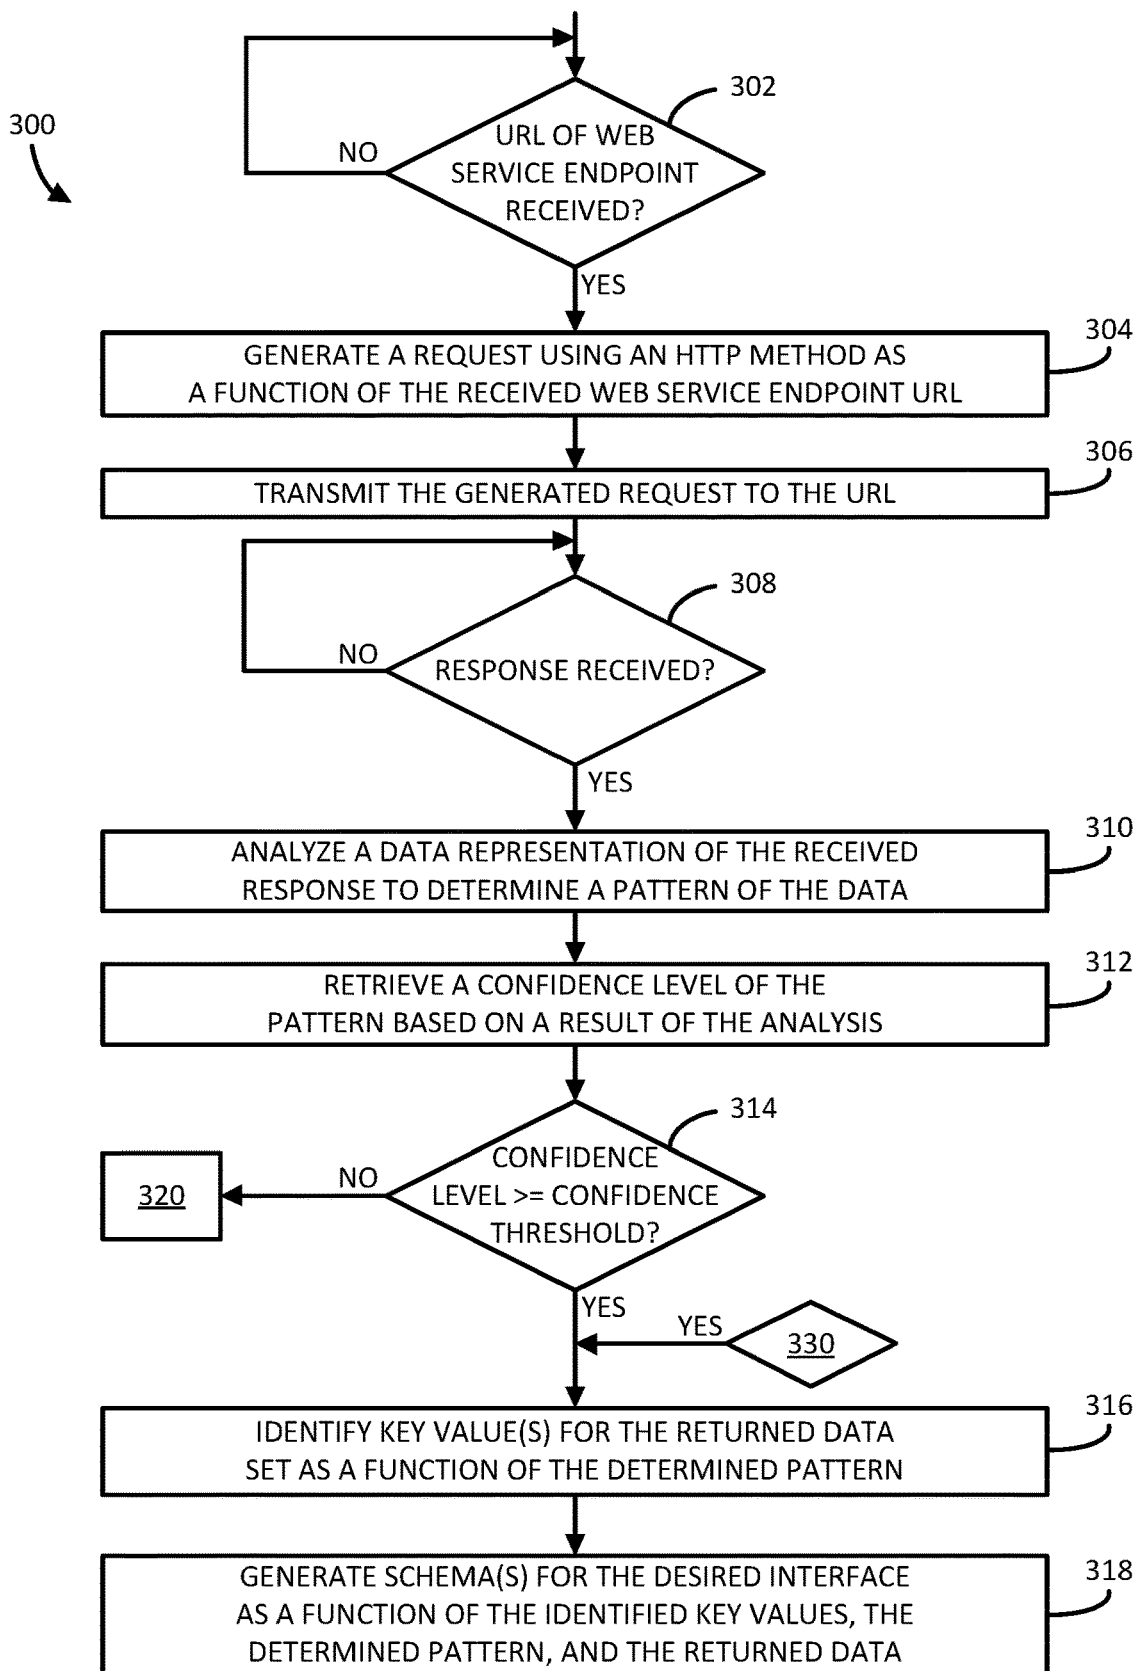 300
302
URL OF WEB
SERVICE ENDPOINT
RECEIVED?
NO
YES
304
GENERATE A REQUEST USING AN HTTP METHOD AS
A FUNCTION OF THE RECEIVED WEB SERVICE ENDPOINT URL
306
TRANSMIT THE GENERATED REQUEST TO THE URL
308
NO
RESPONSE RECEIVED?
YES
310
ANALYZE A DATA REPRESENTATION OF THE RECEIVED
RESPONSE TO DETERMINE A PATTERN OF THE DATA
312
RETRIEVE A CONFIDENCE LEVEL OF THE
PATTERN BASED ON A RESULT OF THE ANALYSIS
314
CONFIDENCE
LEVEL >= CONFIDENCE
THRESHOLD?
NO
320
YES
YES
330
316
IDENTIFY KEY VALUE(S) FOR THE RETURNED DATA
SET AS A FUNCTION OF THE DETERMINED PATTERN
318
GENERATE SCHEMA(S) FOR THE DESIRED INTERFACE
AS A FUNCTION OF THE IDENTIFIED KEY VALUES, THE
DETERMINED PATTERN, AND THE RETURNED DATA